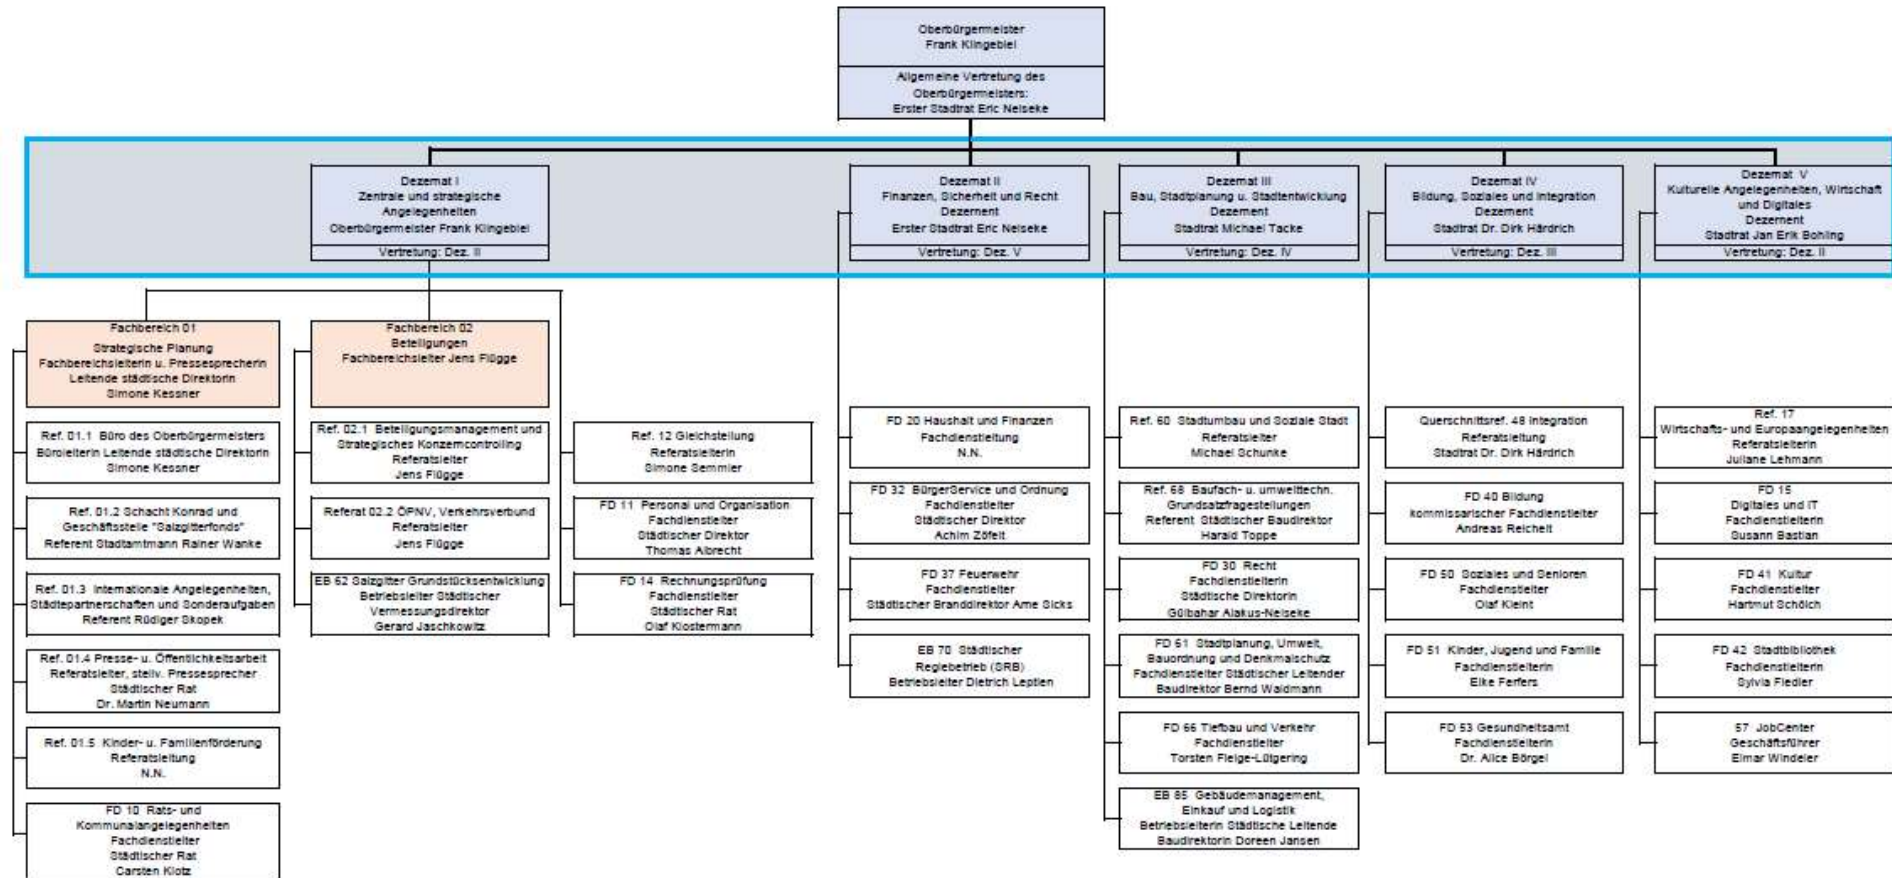 Oberbürgermeister
Frank Klingebiel
Allgemeine Vertretung des
Oberbürgermeisters:
Erster Stadtrat Eric Neiseke
Dezernat I
Zentrale und strategische
Angelegenheiten
Oberbürgermeister Frank Klingebiel
Vertretung: Dez. II
Dezernat II
Finanzen, Sicherheit und Recht
Dezernent
Erster Stadtrat Eric Neiseke
Vertretung: Dez. V
Dezernat III
Bau, Stadtplanung u. Stadtentwicklung
Dezernent
Stadtrat Michael Tacke
Vertretung: Dez. IV
Dezernat IV
Bildung, Soziales und Integration
Dezernent
Stadtrat Dr. Dirk Härdrich
Vertretung: Dez. III
Dezernat V
Kulturelle Angelegenheiten, Wirtschaft
und Digitales
Dezernent
Stadtrat Jan Erik Bohling
Vertretung: Dez. II
Fachbereich 01
Strategische Planung
Fachbereichsleiterin u. Pressesprecherin
Leitende städtische Direktorin
Simone Kessner
Ref. 01.1 Büro des Oberbürgermeisters
Büroleiterin Leitende städtische Direktorin
Simone Kessner
Ref. 01.2 Schacht Konrad und
Geschäftsstelle "Salzgitterfonds"
Referent Stadtamtmann Rainer Wanke
Ref. 01.3 Internationale Angelegenheiten,
Städtepartnerschaften und Sonderaufgaben
Referent Rüdiger Skopek
Ref. 01.4 Presse- u. Öffentlichkeitsarbeit
Referatsleiter, stellv. Pressesprecher
Städtischer Rat
Dr. Martin Neumann
Ref. 01.5 Kinder- u. Familienförderung
Referatsleitung
N.N.
FD 10 Rats- und
Kommunalangelegenheiten
Fachdienstleiter
Städtischer Rat
Carsten Klotz
Fachbereich 02
Beteiligungen
Fachbereichsleiter Jens Flügge
Ref. 02.1 Beteiligungsmanagement und
Strategisches Konzerncontrolling
Referatsleiter
Jens Flügge
Referat 02.2 ÖPNV, Verkehrsverbund
Referatsleiter
Jens Flügge
EB 62 Salzgitter Grundstücksentwicklung
Betriebsleiter Städtischer
Vermessungsdirektor
Gerard Jaschkowitz
Ref. 12 Gleichstellung
Referatsleiterin
Simone Semmler
FD 11 Personal und Organisation
Fachdienstleiter
Städtischer Direktor
Thomas Albrecht
FD 14 Rechnungsprüfung
Fachdienstleiter
Städtischer Rat
Olaf Klostermann
FD 20 Haushalt und Finanzen
Fachdienstleitung
N.N.
FD 32 BürgerService und Ordnung
Fachdienstleiter
Städtischer Direktor
Achim Zöfelt
FD 37 Feuerwehr
Fachdienstleiter
Städtischer Branddirektor Arne Sicks
EB 70 Städtischer
Regiebetrieb (SRB)
Betriebsleiter Dietrich Leptien
Ref. 60 Stadtumbau und Soziale Stadt
Referatsleiter
Michael Schunke
Ref. 68 Baufach- u. umwelttechn.
Grundsatzfragestellungen
Referent Städtischer Baudirektor
Harald Toppe
FD 30 Recht
Fachdienstleiterin
Städtische Direktorin
Gülbahar Alakus-Neiseke
FD 61 Stadtplanung, Umwelt,
Bauordnung und Denkmalschutz
Fachdienstleiter Städtischer Leitender
Baudirektor Bernd Waldmann
FD 66 Tiefbau und Verkehr
Fachdienstleiter
Torsten Fleige-Lütgering
EB 85 Gebäudemanagement,
Einkauf und Logistik
Betriebsleiterin Städtische Leitende
Baudirektorin Doreen Jansen
Querschnittsref. 48 Integration
Referatsleitung
Stadtrat Dr. Dirk Härdrich
FD 40 Bildung
kommissarischer Fachdienstleiter
Andreas Reichelt
FD 50 Soziales und Senioren
Fachdienstleiter
Olaf Kleint
FD 51 Kinder, Jugend und Familie
Fachdienstleiterin
Elke Ferfers
FD 53 Gesundheitsamt
Fachdienstleiterin
Dr. Alice Börgel
Ref. 17
Wirtschafts- und Europaangelegenheiten
Referatsleiterin
Juliane Lehmann
FD 15
Digitales und IT
Fachdienstleiterin
Susann Bastian
FD 41 Kultur
Fachdienstleiter
Hartmut Schölch
FD 42 Stadtbibliothek
Fachdienstleiterin
Sylvia Fiedler
57 JobCenter
Geschäftsführer
Elmar Windeler